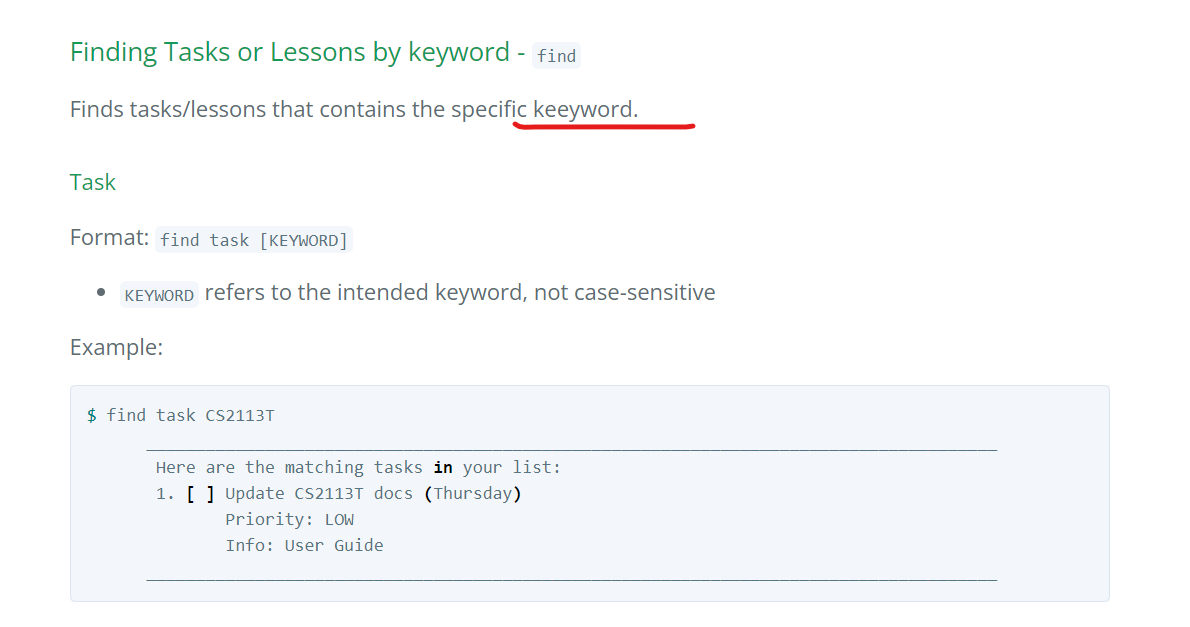 Finding Tasks or Lessons by keyword - find
Finds tasks/lessons that contains the specific keeyword.
Task
Format: find task [KEYWORD]
• KEYWORD refers to the intended keyword, not case-sensitive
Example:
$ find task CS2113T
Here are the matching tasks in your list:
1. [ ] Update CS2113T docs (Thursday)
Priority: LOW
Info: User Guide